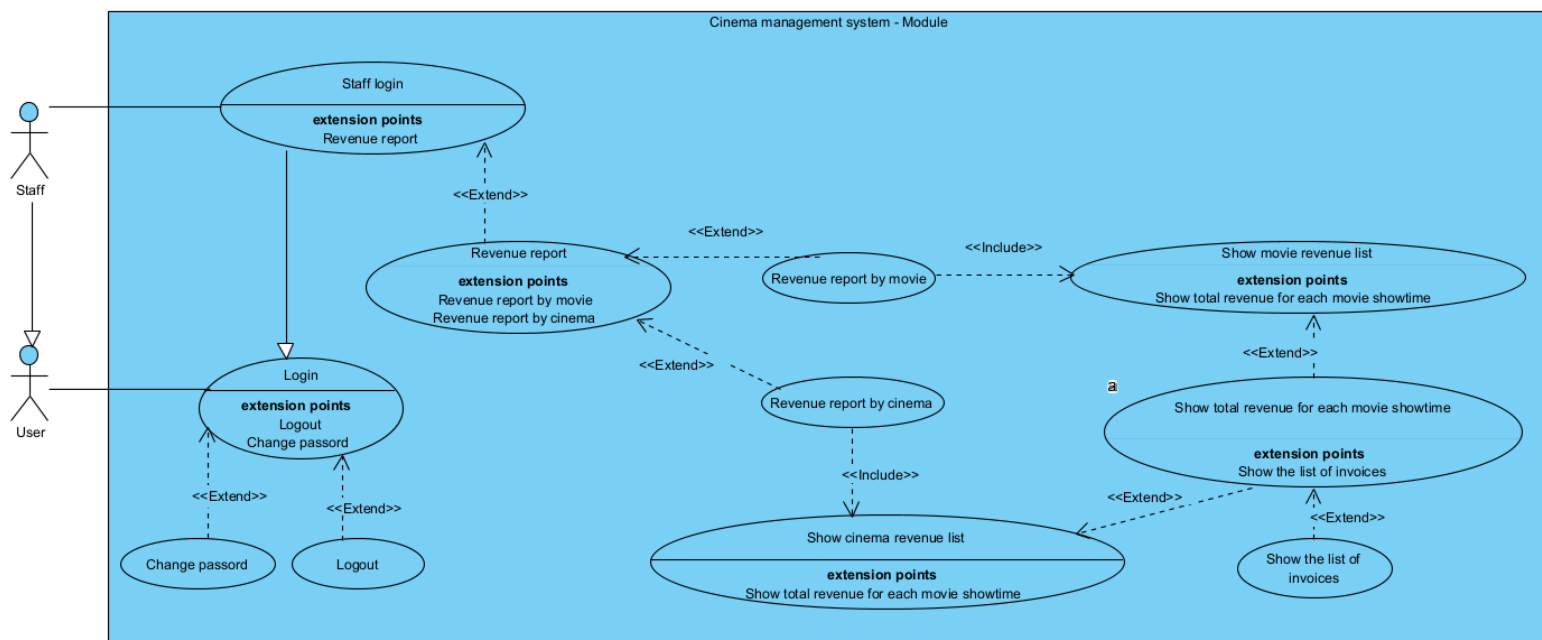 Cinema management system - Module
Staff login
extension points
Revenue report
Staff
<<Extend>>
Revenue report
extension points
Revenue report by movie
Revenue report by cinema
<<Extend>>
Revenue report by movie
<<Include>>
Show movie revenue list
extension points
Show total revenue for each movie showtime
<<Extend>>
<<Extend>>
Login
extension points
Logout
Change passord
User
Revenue report by cinema
a
Show total revenue for each movie showtime
extension points
Show the list of invoices
<<Include>>
<<Extend>>
<<Extend>>
<<Extend>>
<<Extend>>
Change passord
Logout
Show cinema revenue list
extension points
Show total revenue for each movie showtime
Show the list of
invoices